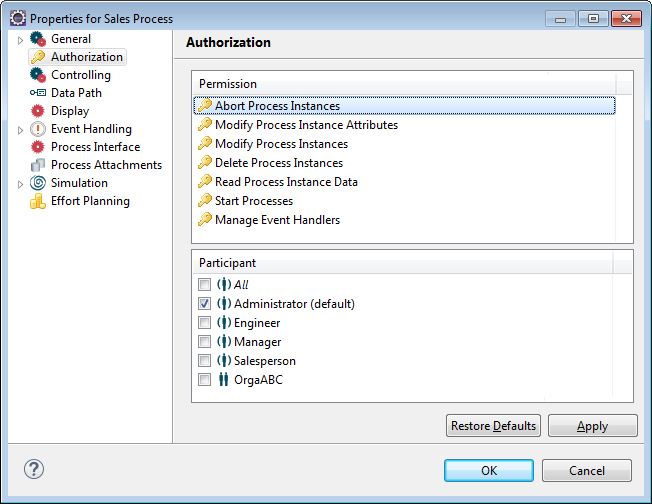 Properties for Sales Process
General
Authorization
Controlling
Data Path
Display
Event Handling
Process Interface
Process Attachments
Simulation
Effort Planning
Authorization
Permission
Abort Process Instances
Modify Process Instance Attributes
Modify Process Instances
Delete Process Instances
Read Process Instance Data
Start Processes
Manage Event Handlers
Participant
All
Administrator (default)
Engineer
Manager
Salesperson
OrgaABC
Restore Defaults
Apply
?
OK
Cancel